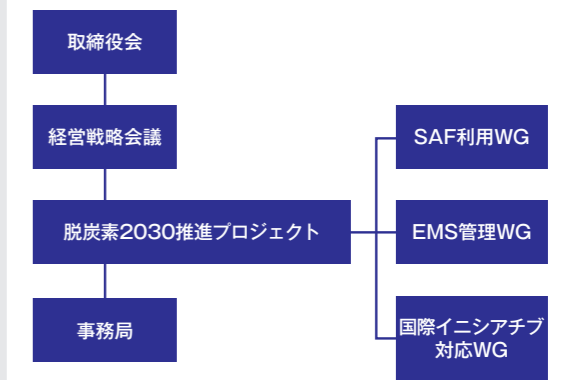 取締役会
経営戦略会議
脱炭素2030推進プロジェクト
事務局
SAF利用WG
EMS管理WG
国際イニシアチブ
対応WG